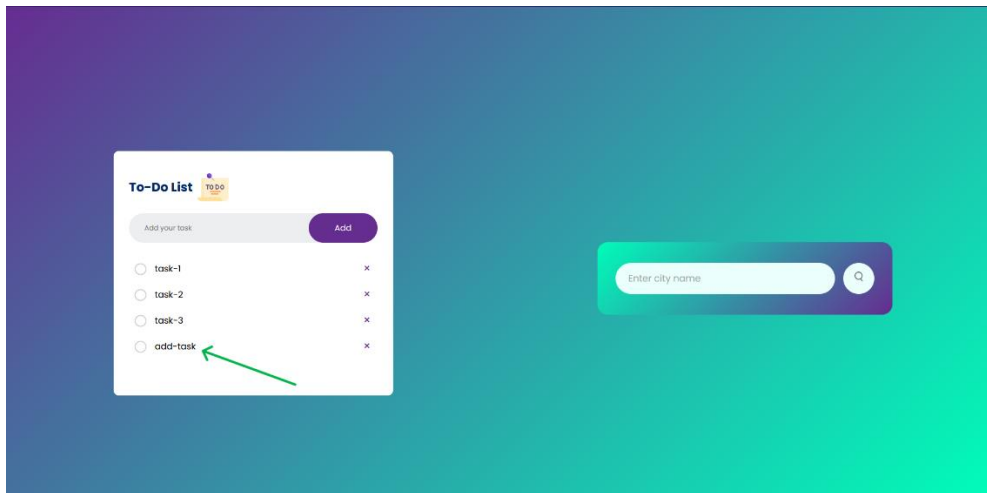 To-Do List
TO DO
Add your task
Add
task-1 ×
task-2 ×
task-3 ×
add-task ×
Enter city name